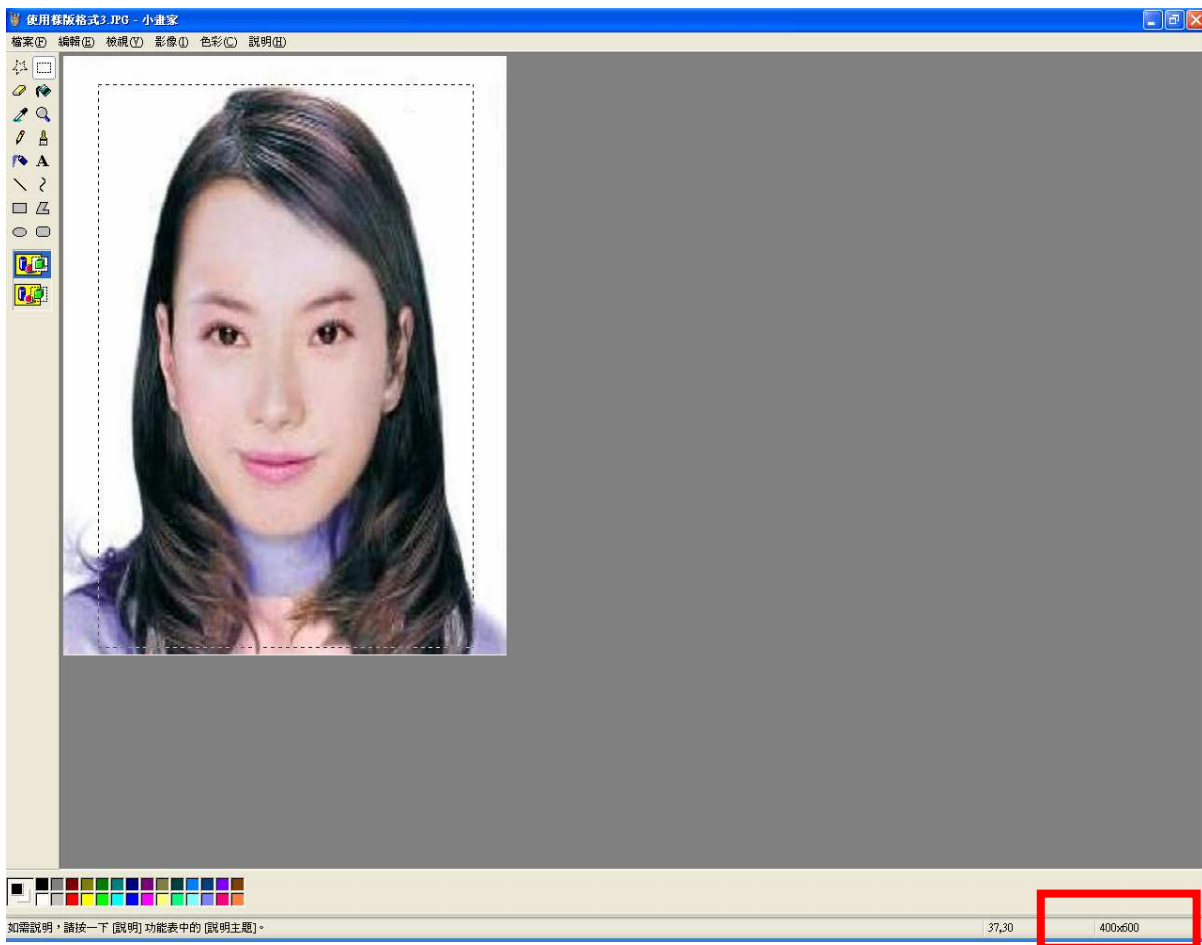 使用樣版格式3.JPG - 小畫家
檔案(F) 編輯(E) 檢視(V) 影像(I) 色彩(C) 說明(H)
A
如需說明，請按一下 [說明] 功能表中的 [說明主題]。 37,30 400x600